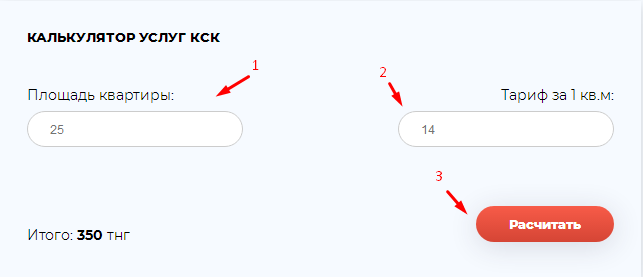 КАЛЬКУЛЯТОР УСЛУГ КСК
1
2
Площадь квартиры:
Тариф за 1 кв.м:
25
14
3
Расчитать
Итого: 350 тнг